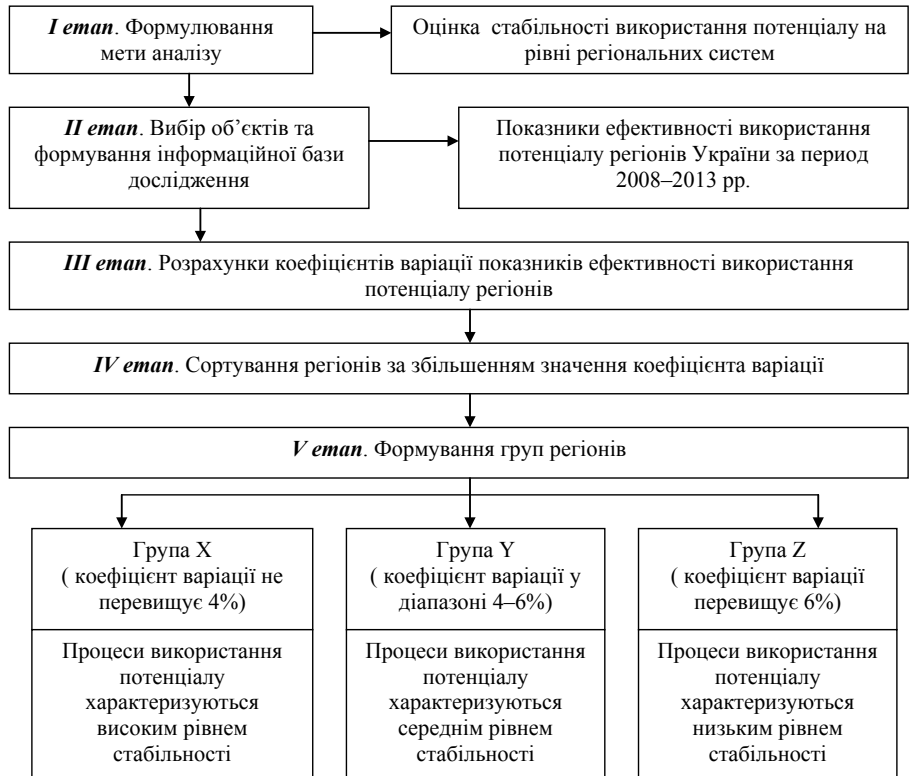 I етап. Формулювання
мети аналізу
Оцінка стабільності використання потенціалу на
рівні регіональних систем
II етап. Вибір об’єктів та
формування інформаційної бази
дослідження
Показники ефективності використання
потенціалу регіонів України за период
2008–2013 рр.
III етап. Розрахунки коефіцієнтів варіації показників ефективності використання
потенціалу регіонів
IV етап. Сортування регіонів за збільшенням значення коефіцієнта варіації
V етап. Формування груп регіонів
Група X
( коефіцієнт варіації не
перевищує 4%)
Процеси використання
потенціалу
характеризуються
високим рівнем
стабільності
Група Y
( коефіцієнт варіації у
діапазоні 4–6%)
Процеси використання
потенціалу
характеризуються
середнім рівнем
стабільності
Група Z
( коефіцієнт варіації
перевищує 6%)
Процеси використання
потенціалу
характеризуються
низьким рівнем
стабільності